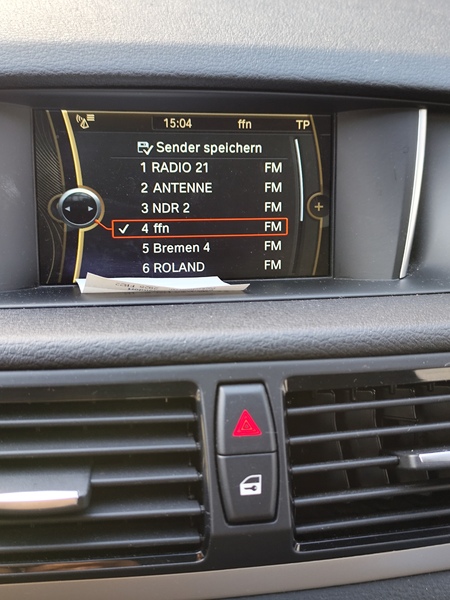 15:04 ffn TP
Sender speichern
1 RADIO 21 FM
2 ANTENNE FM
3 NDR 2 FM
4 ffn FM
5 Bremen 4 FM
6 ROLAND FM